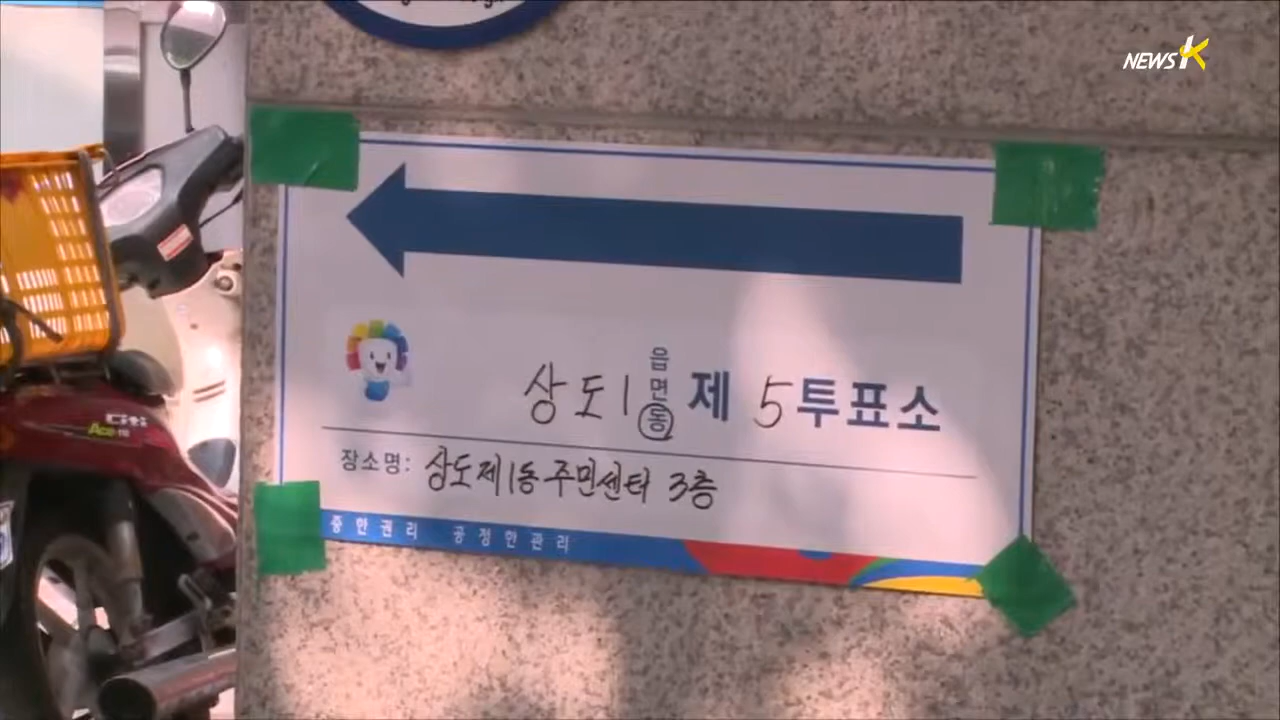 NEWS K
읍
면
상도1 동 제 5 투표소
장소명: 상도제1동 주민센터 3층
중한권리 공정한관리